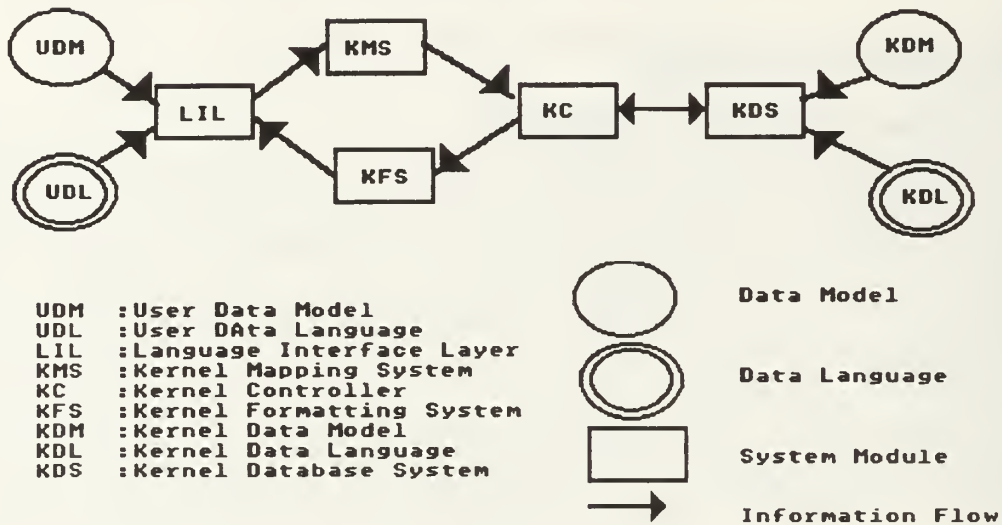 UDM
KMS
KDM
LIL
KC
KDS
KFS
UDL
KDL
UDM :User Data Model
UDL :User DAta Language
LIL :Language Interface Layer
KMS :Kernel Mapping System
KC :Kernel Controller
KFS :Kernel Formatting System
KDM :Kernel Data Model
KDL :Kernel Data Language
KDS :Kernel Database System
Data Model
Data Language
System Module
Information Flow